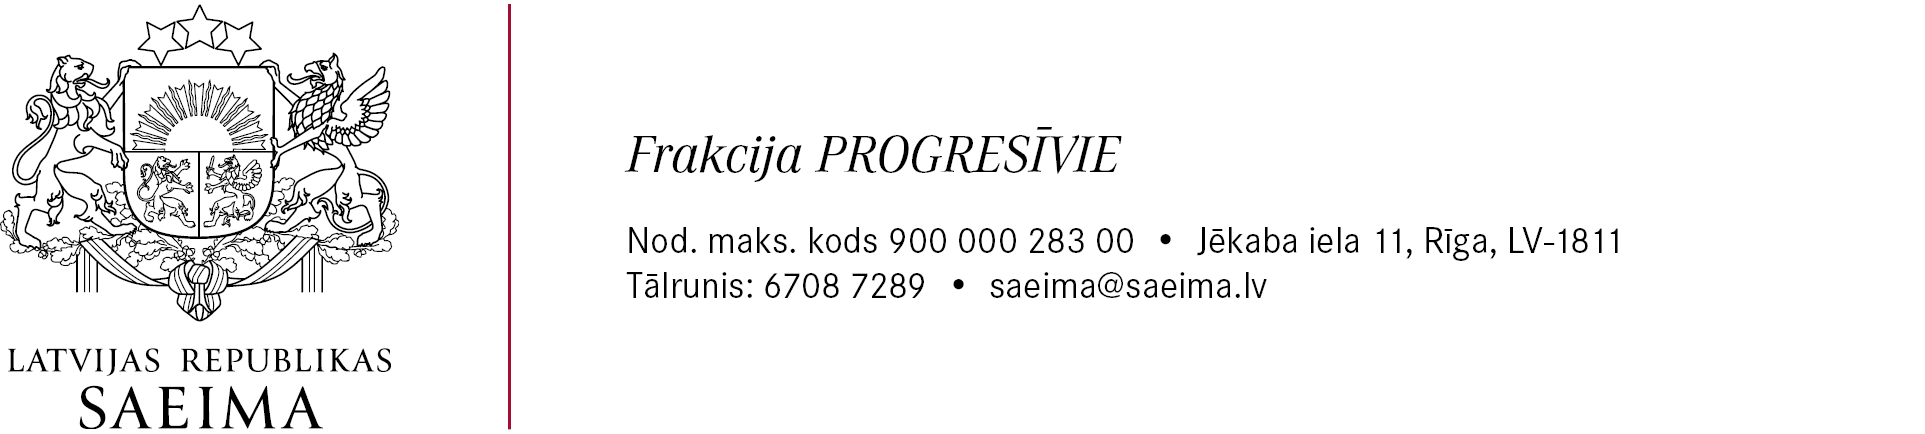 LATVIJAS REPUBLIKAS
SAEIMA
Frakcija PROGRESĪVIE
Nod. maks. kods 900 000 283 00 • Jēkaba iela 11, Rīga, LV-1811
Tālrunis: 6708 7289 • saeima@saeima.lv